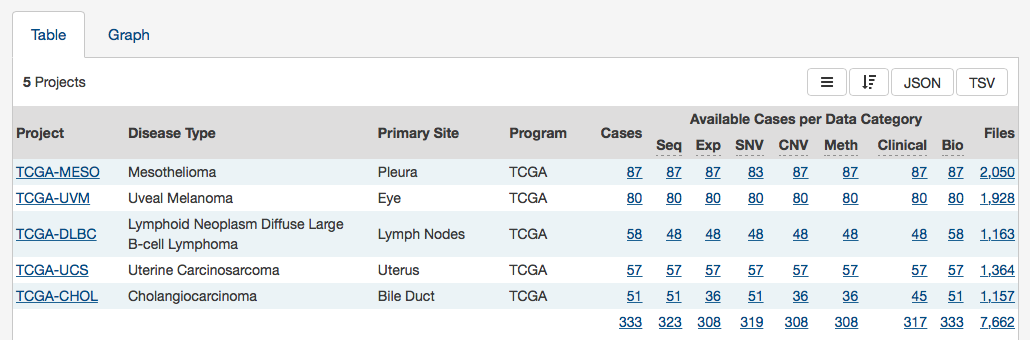 Table Graph
5 Projects JSON TSV
Available Cases per Data Category
Project Disease Type Primary Site Program Cases Files
Seq Exp SNV CNV Meth Clinical Bio
TCGA-MESO Mesothelioma Pleura TCGA 87 87 87 83 87 87 87 87 2,050
TCGA-UVM Uveal Melanoma Eye TCGA 80 80 80 80 80 80 80 80 1,928
Lymphoid Neoplasm Diffuse Large
TCGA-DLBC Lymph Nodes TCGA 58 48 48 48 48 48 48 58 1,163
B-cell Lymphoma
TCGA-UCS Uterine Carcinosarcoma Uterus TCGA 57 57 57 57 57 57 57 57 1,364
TCGA-CHOL Cholangiocarcinoma Bile Duct TCGA 51 51 36 51 36 36 45 51 1,157
333 323 308 319 308 308 317 333 7,662